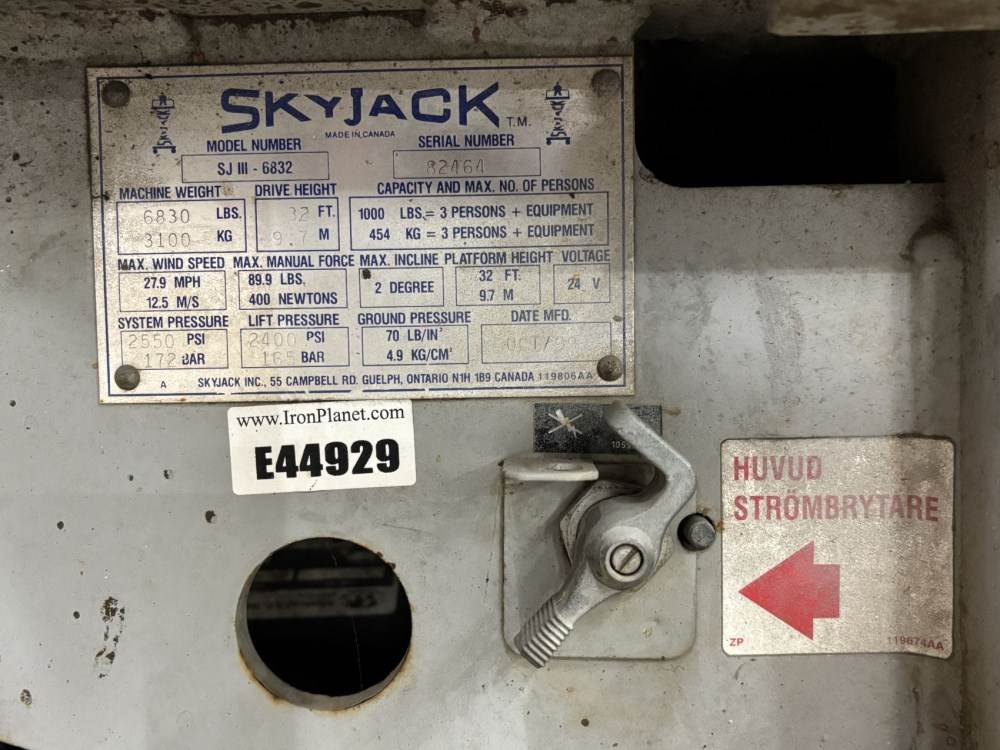 SKYJACK T.M.
MADE IN CANADA
MODEL NUMBER SERIAL NUMBER
SJ III - 6832 82464
MACHINE WEIGHT DRIVE HEIGHT CAPACITY AND MAX. NO. OF PERSONS
6830 LBS. 32 FT. 1000 LBS. = 3 PERSONS + EQUIPMENT
3100 KG 9.7 M 454 KG = 3 PERSONS + EQUIPMENT
MAX. WIND SPEED MAX. MANUAL FORCE MAX. INCLINE PLATFORM HEIGHT VOLTAGE
27.9 MPH 89.9 LBS. 2 DEGREE 32 FT. 24 V
12.5 M/S 400 NEWTONS 9.7 M
SYSTEM PRESSURE LIFT PRESSURE GROUND PRESSURE DATE MFD.
2550 PSI 2400 PSI 70 LB/IN² OCT/
172 BAR 165 BAR 4.9 KG/CM²
A SKYJACK INC., 55 CAMPBELL RD. GUELPH, ONTARIO N1H 1B9 CANADA 119806AA
www.IronPlanet.com
E44929
HUVUD
STRÖMBRYTARE
ZP 119674AA